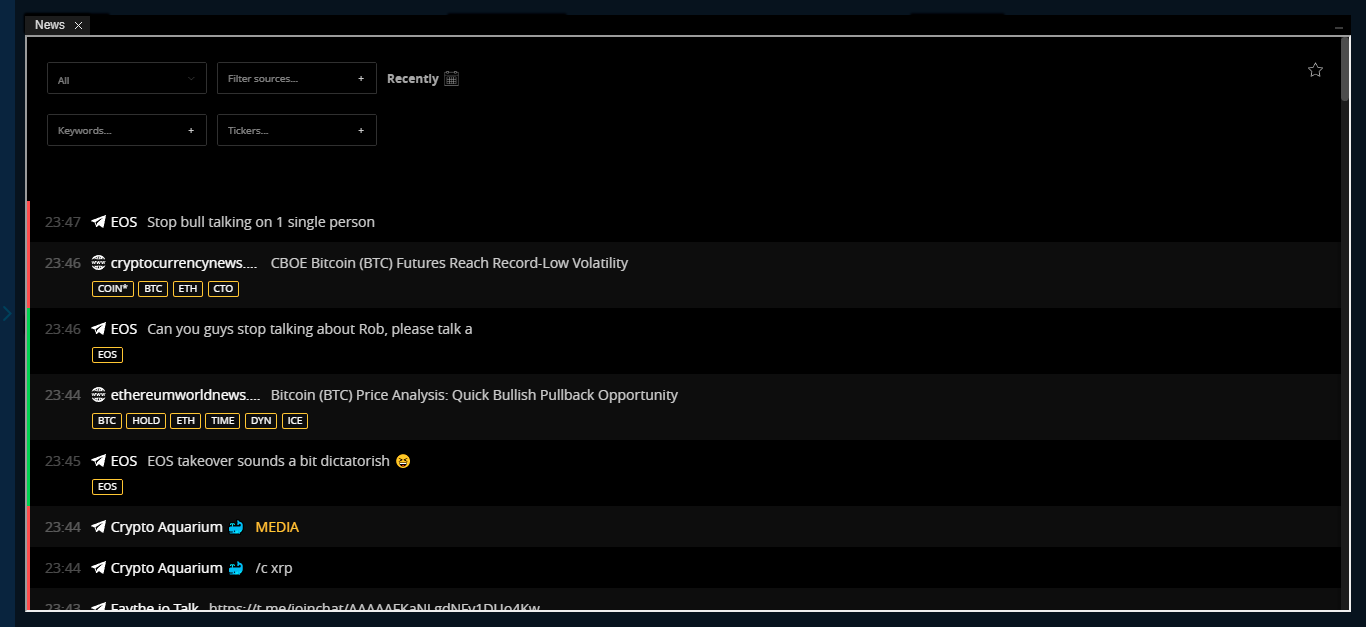 News
All
Filter sources...
Recently
Keywords...
Tickers...
23:47 EOS Stop bull talking on 1 single person
23:46 cryptocurrencynews.... CBOE Bitcoin (BTC) Futures Reach Record-Low Volatility
COIN* BTC ETH CTO
23:46 EOS Can you guys stop talking about Rob, please talk a
EOS
23:44 ethereumworldnews.... Bitcoin (BTC) Price Analysis: Quick Bullish Pullback Opportunity
BTC HOLD ETH TIME DYN ICE
23:45 EOS EOS takeover sounds a bit dictatorish 😆
EOS
23:44 Crypto Aquarium 🐳 MEDIA
23:44 Crypto Aquarium 🐳 /c xrp
23:43 Faythe.io Talk